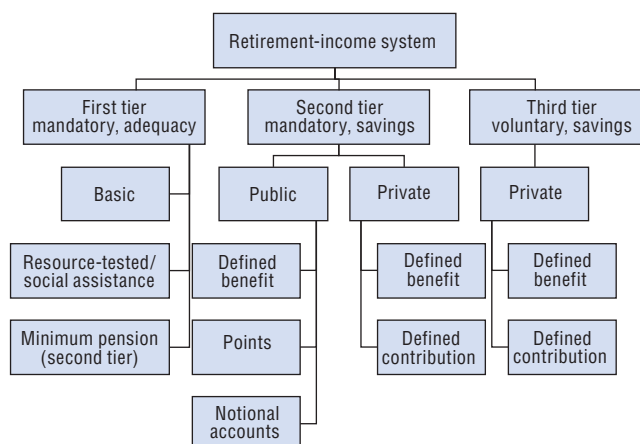 Retirement-income system
First tier
mandatory, adequacy
Second tier
mandatory, savings
Third tier
voluntary, savings
Basic
Public
Private
Private
Resource-tested/
social assistance
Defined
benefit
Defined
benefit
Defined
benefit
Minimum pension
(second tier)
Points
Defined
contribution
Defined
contribution
Notional
accounts